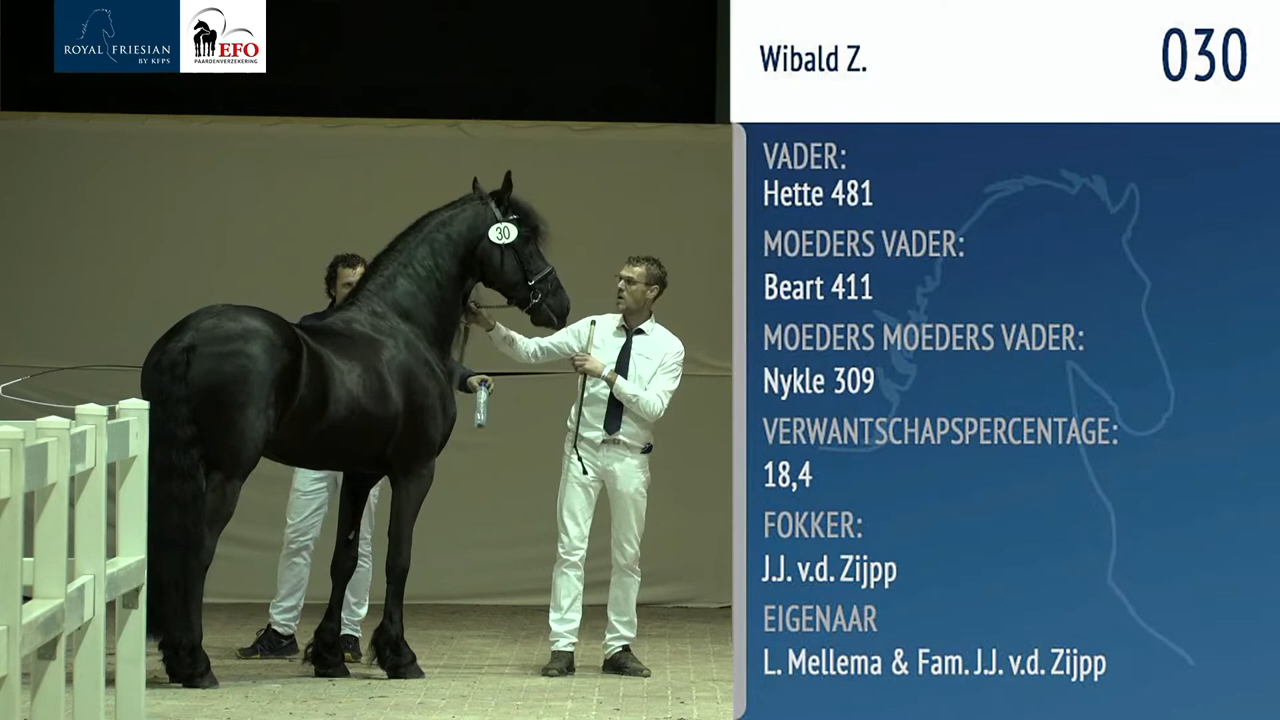 ROYAL FRIESIAN
BY KFPS
EFO
PAARDENVERZEKERING
Wibald Z.
030
30
VADER:
Hette 481
MOEDERS VADER:
Beart 411
MOEDERS MOEDERS VADER:
Nykle 309
VERWANTSCHAPSPERCENTAGE:
18,4
FOKKER:
J.J. v.d. Zijpp
EIGENAAR
L. Mellema & Fam. J.J. v.d. Zijpp